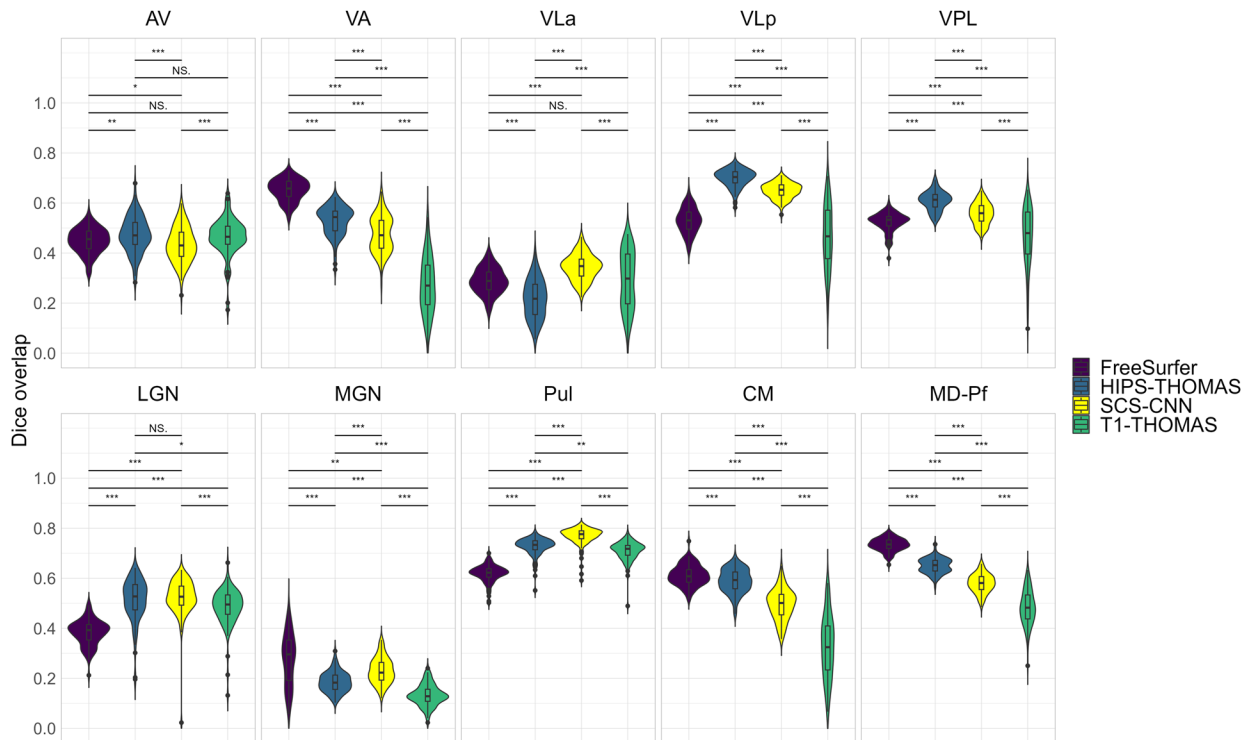 AV VA VLa VLp VPL
*** *** *** *** ***
NS. *** *** *** ***
* *** *** *** ***
1.0
NS. *** NS. *** ***
** *** *** *** *** *** *** *** *** ***
0.8
0.6
0.4
0.2
0.0
Dice overlap
LGN MGN Pul CM MD-Pf
NS. *** *** *** ***
* *** ** *** ***
*** ** *** *** ***
1.0
*** *** *** *** ***
*** *** *** *** *** *** *** *** *** ***
0.8
0.6
0.4
0.2
0.0
FreeSurfer
HIPS-THOMAS
SCS-CNN
T1-THOMAS